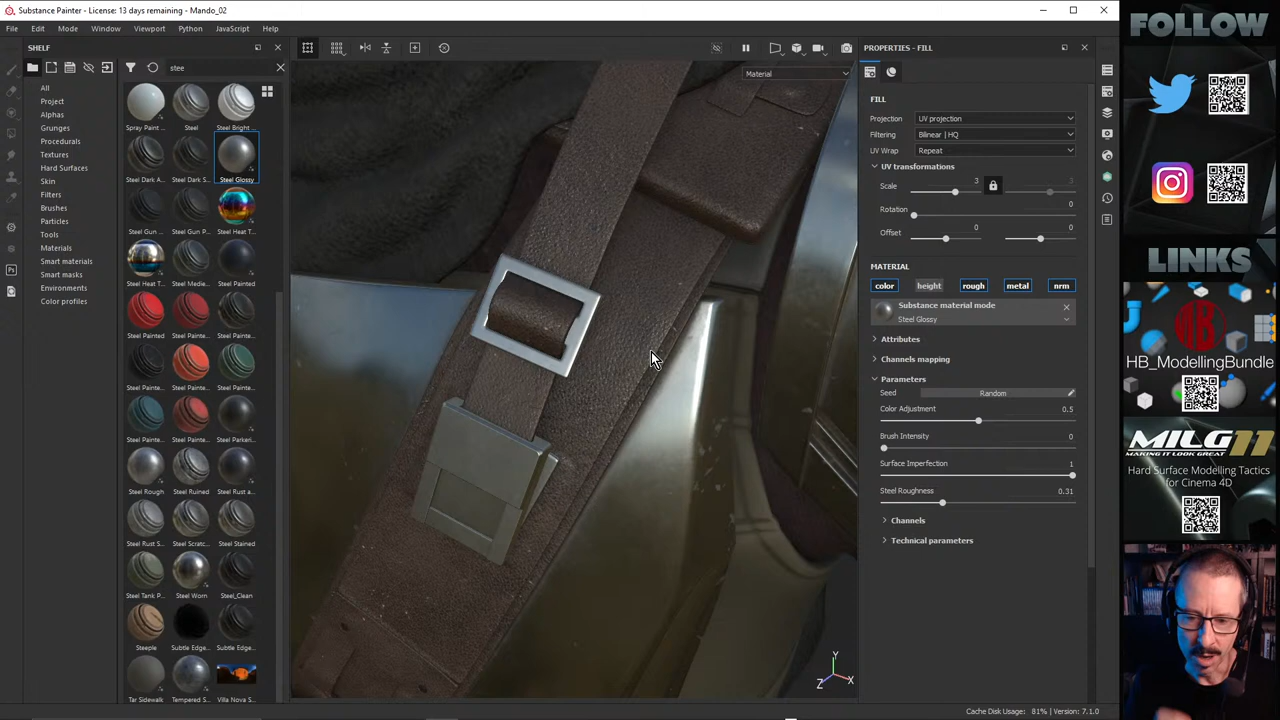 Substance Painter - License: 13 days remaining - Mando_02
File Edit Mode Window Viewport Python JavaScript Help
SHELF
stee
All
Project
Alphas
Grunges
Procedurals
Textures
Hard Surfaces
Skin
Filters
Brushes
Particles
Tools
Materials
Smart materials
Smart masks
Environments
Color profiles
Spray Paint ... Steel Steel Bright ...
Steel Dark A... Steel Dark S... Steel Glossy
Steel Gun ... Steel Gun P... Steel Heat T...
Steel Heat T... Steel Painted
Steel Painted Steel Painte... Steel Painte...
Steel Painte... Steel Painte... Steel Painte...
Steel Painte... Steel Painte... Steel Parkeri...
Steel Rough Steel Ruined Steel Rust a...
Steel Rust S... Steel Scratc... Steel Stained
Steel Tank P... Steel Worn Steel_Clean
Steeple Subtle Edge... Subtle Edge...
Tar Sidewalk Tempered S... Villa Nova S...
Material
Y
Z X
PROPERTIES - FILL
FILL
Projection UV projection
Filtering Bilinear | HQ
UV Wrap Repeat
UV transformations
Scale 3 3
Rotation 0
Offset 0 0
MATERIAL
color height rough metal nrm
Substance material mode
Steel Glossy
Attributes
Channels mapping
Parameters
Seed Random
Color Adjustment 0.5
Brush Intensity 0
Surface Imperfection 1
Steel Roughness 0.31
Channels
Technical parameters
Cache Disk Usage: 81% | Version: 7.1.0
Ps
FOLLOW
LINKS
HB
HB_ModellingBundle
MILG11
MAKING IT LOOK GREAT
Hard Surface Modelling Tactics
for Cinema 4D